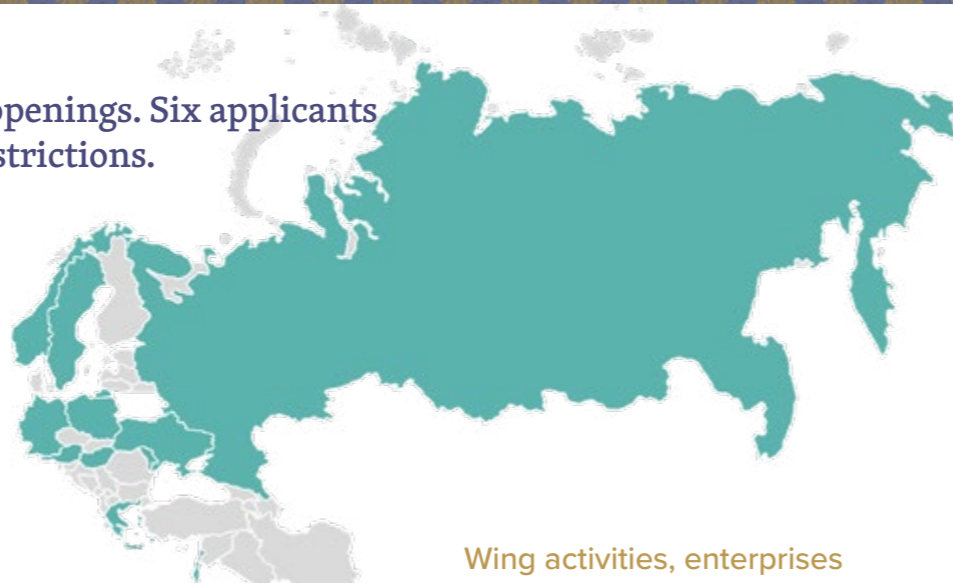 openings. Six applicants
strictions.
Wing activities, enterprises